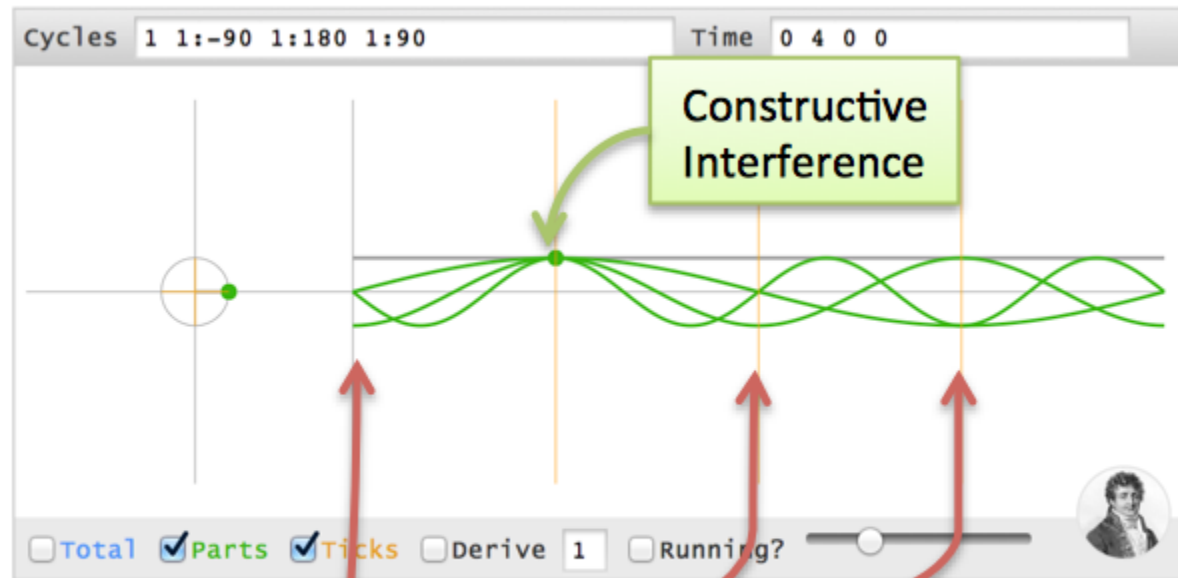 Cycles 1 1:-90 1:180 1:90 Time 0 4 0 0
Constructive
Interference
Total Parts Ticks Derive 1 Running?